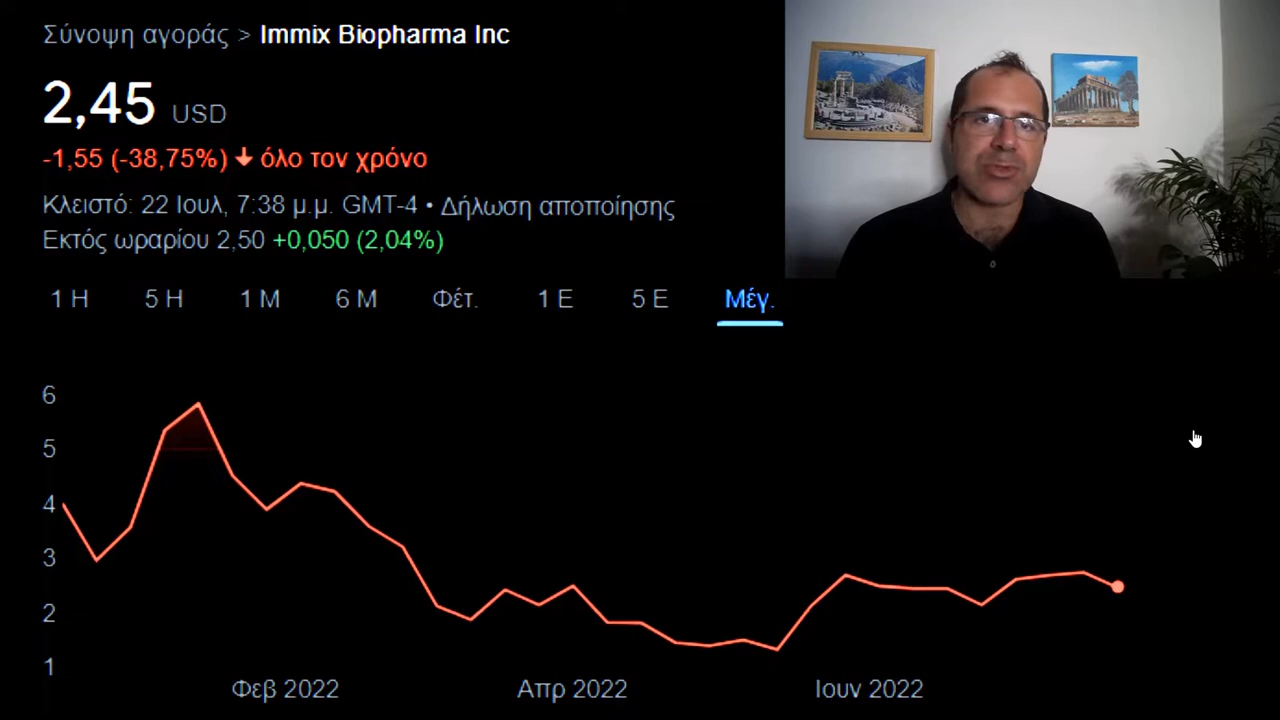 Σύνοψη αγοράς > Immix Biopharma Inc
2,45 USD
-1,55 (-38,75%) ↓ όλο τον χρόνο
Κλειστό: 22 Ιουλ, 7:38 μ.μ. GMT-4 • Δήλωση αποποίησης
Εκτός ωραρίου 2,50 +0,050 (2,04%)
1 Η 5 Η 1 Μ 6 Μ Φέτ. 1 Ε 5 Ε Μέγ.
6
5
4
3
2
1
Φεβ 2022 Απρ 2022 Ιουν 2022